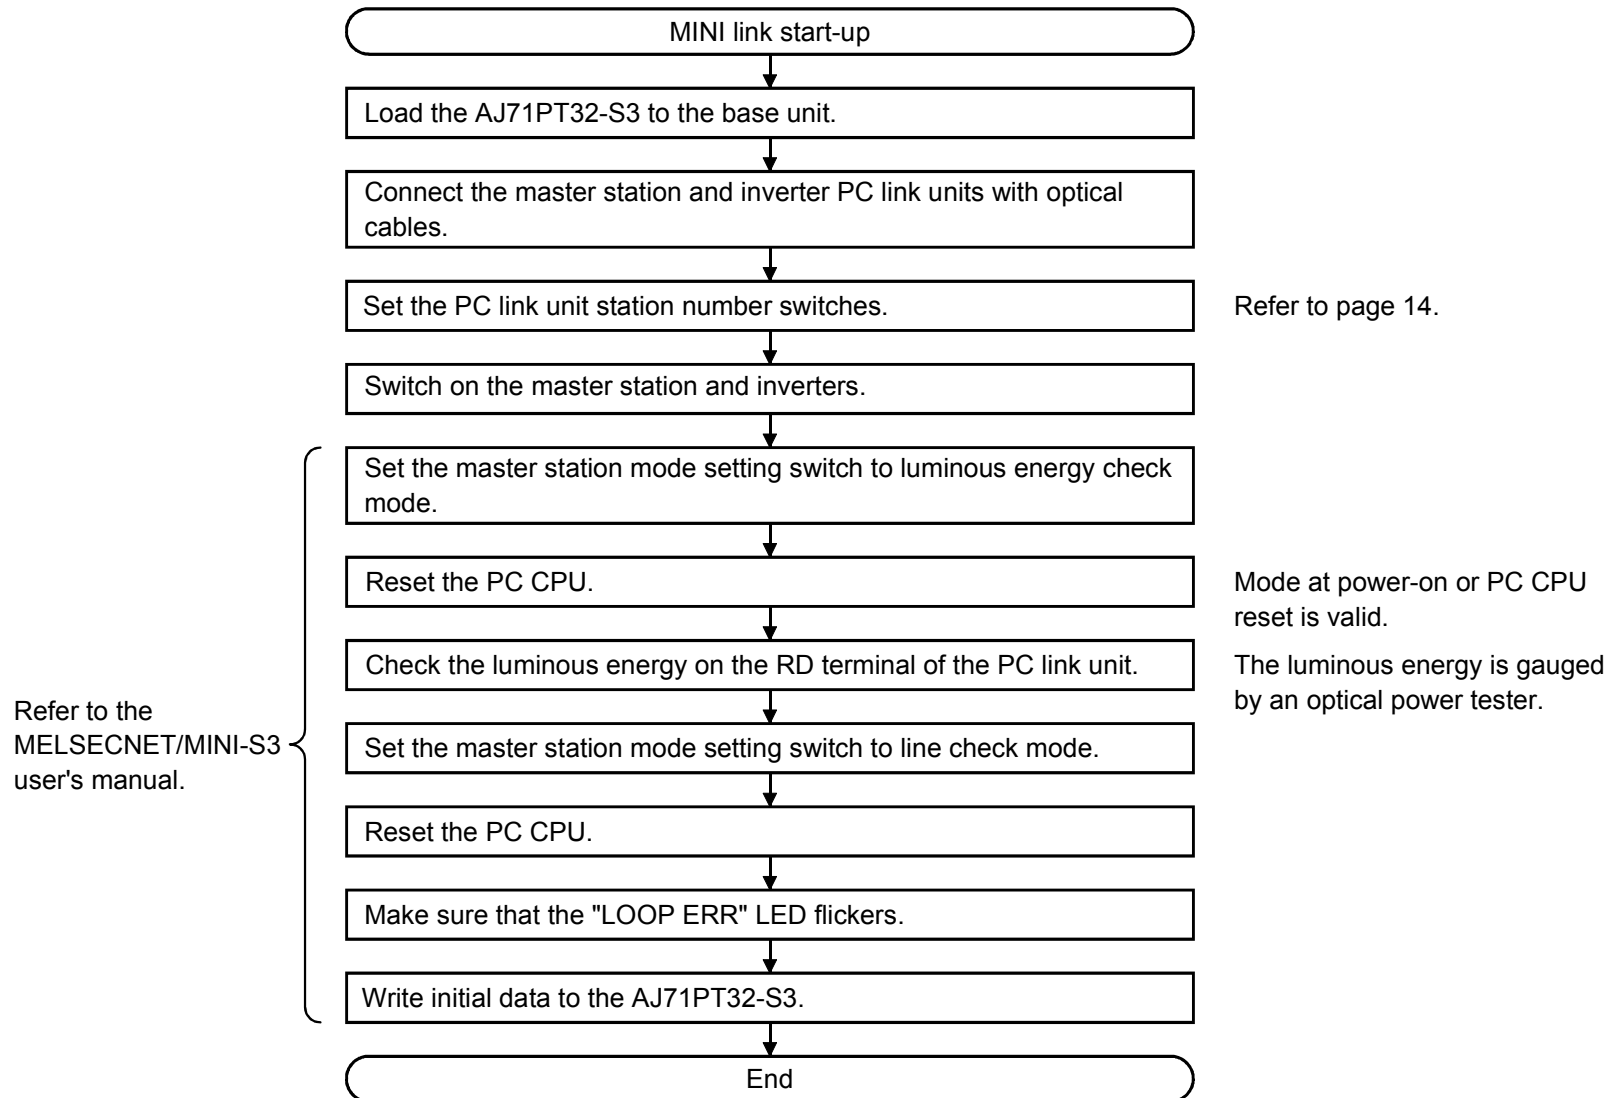 MINI link start-up
Load the AJ71PT32-S3 to the base unit.
Connect the master station and inverter PC link units with optical
cables.
Set the PC link unit station number switches.
Refer to page 14.
Switch on the master station and inverters.
Set the master station mode setting switch to luminous energy check
mode.
Reset the PC CPU.
Mode at power-on or PC CPU
reset is valid.
Check the luminous energy on the RD terminal of the PC link unit.
The luminous energy is gauged
by an optical power tester.
Refer to the
MELSECNET/MINI-S3
user's manual.
Set the master station mode setting switch to line check mode.
Reset the PC CPU.
Make sure that the "LOOP ERR" LED flickers.
Write initial data to the AJ71PT32-S3.
End